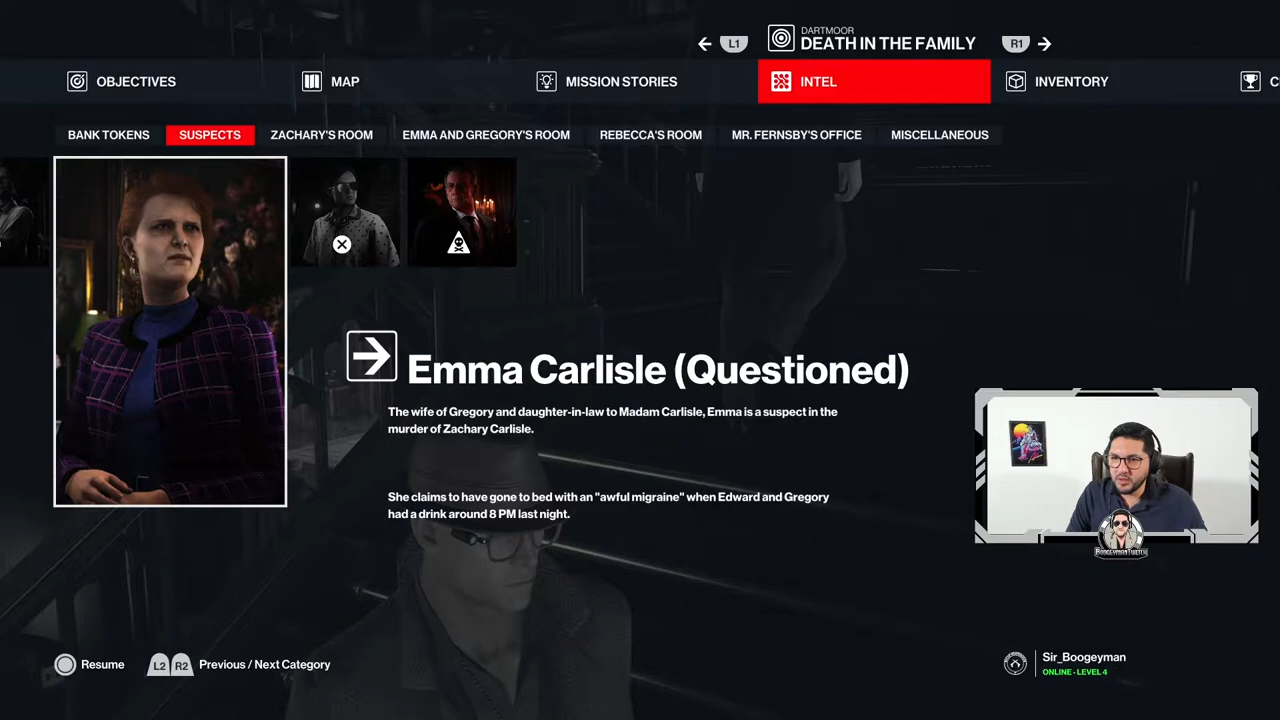 L1
DARTMOOR
DEATH IN THE FAMILY
R1
OBJECTIVES
MAP
MISSION STORIES
INTEL
INVENTORY
C
BANK TOKENS
SUSPECTS
ZACHARY'S ROOM
EMMA AND GREGORY'S ROOM
REBECCA'S ROOM
MR. FERNSBY'S OFFICE
MISCELLANEOUS
Emma Carlisle (Questioned)
The wife of Gregory and daughter-in-law to Madam Carlisle, Emma is a suspect in the
murder of Zachary Carlisle.
She claims to have gone to bed with an "awful migraine" when Edward and Gregory
had a drink around 8 PM last night.
BOOGEYMANTWITCH
Resume
L2
R2
Previous / Next Category
Sir_Boogeyman
ONLINE - LEVEL 4